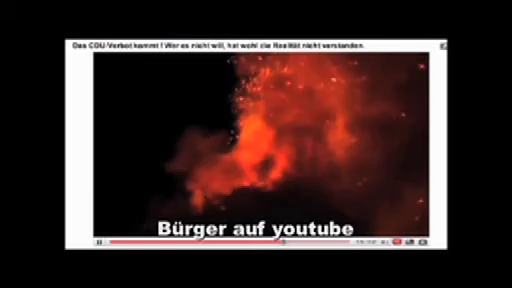 Das CDU-Verbot kommt! Wer es nicht will, hat wohl die Realität nicht verstanden.
Bürger auf youtube